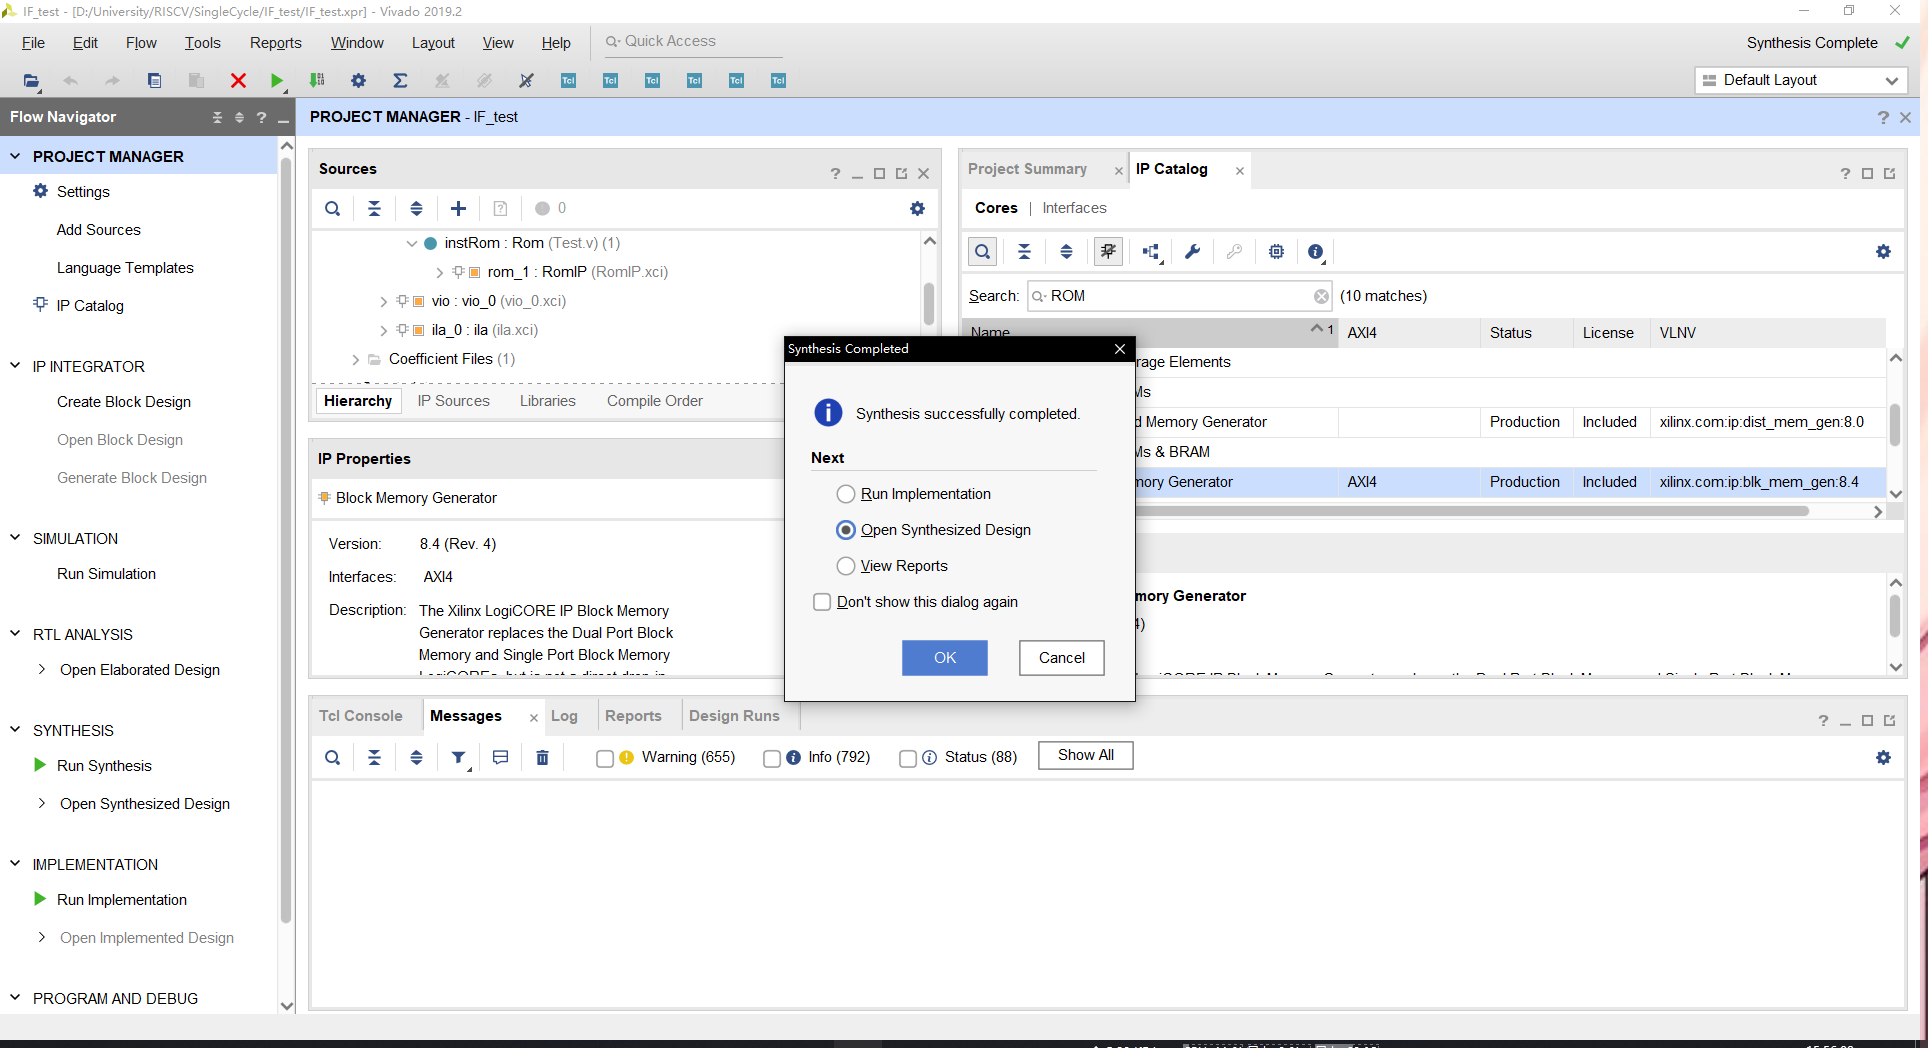 IF_test - [D:/University/RISCV/SingleCycle/IF_test/IF_test.xpr] - Vivado 2019.2
File Edit Flow Tools Reports Window Layout View Help Quick Access
Synthesis Complete
Tcl Tcl Tcl Tcl Tcl Tcl
Default Layout
Flow Navigator
PROJECT MANAGER
Settings
Add Sources
Language Templates
IP Catalog
IP INTEGRATOR
Create Block Design
Open Block Design
Generate Block Design
SIMULATION
Run Simulation
RTL ANALYSIS
Open Elaborated Design
SYNTHESIS
Run Synthesis
Open Synthesized Design
IMPLEMENTATION
Run Implementation
Open Implemented Design
PROGRAM AND DEBUG
PROJECT MANAGER - IF_test
Sources
0
instRom : Rom (Test.v) (1)
rom_1 : RomIP (RomIP.xci)
vio : vio_0 (vio_0.xci)
ila_0 : ila (ila.xci)
Coefficient Files (1)
Hierarchy IP Sources Libraries Compile Order
IP Properties
Block Memory Generator
Version: 8.4 (Rev. 4)
Interfaces: AXI4
Description: The Xilinx LogiCORE IP Block Memory
Generator replaces the Dual Port Block
Memory and Single Port Block Memory
Project Summary IP Catalog
Cores | Interfaces
Search: ROM (10 matches)
Name 1 AXI4 Status License VLNV
rage Elements
Ms
d Memory Generator Production Included xilinx.com:ip:dist_mem_gen:8.0
Ms & BRAM
mory Generator AXI4 Production Included xilinx.com:ip:blk_mem_gen:8.4
mory Generator
4)
Synthesis Completed
Synthesis successfully completed.
Next
Run Implementation
Open Synthesized Design
View Reports
Don't show this dialog again
OK Cancel
Tcl Console Messages Log Reports Design Runs
Warning (655) Info (792) Status (88) Show All